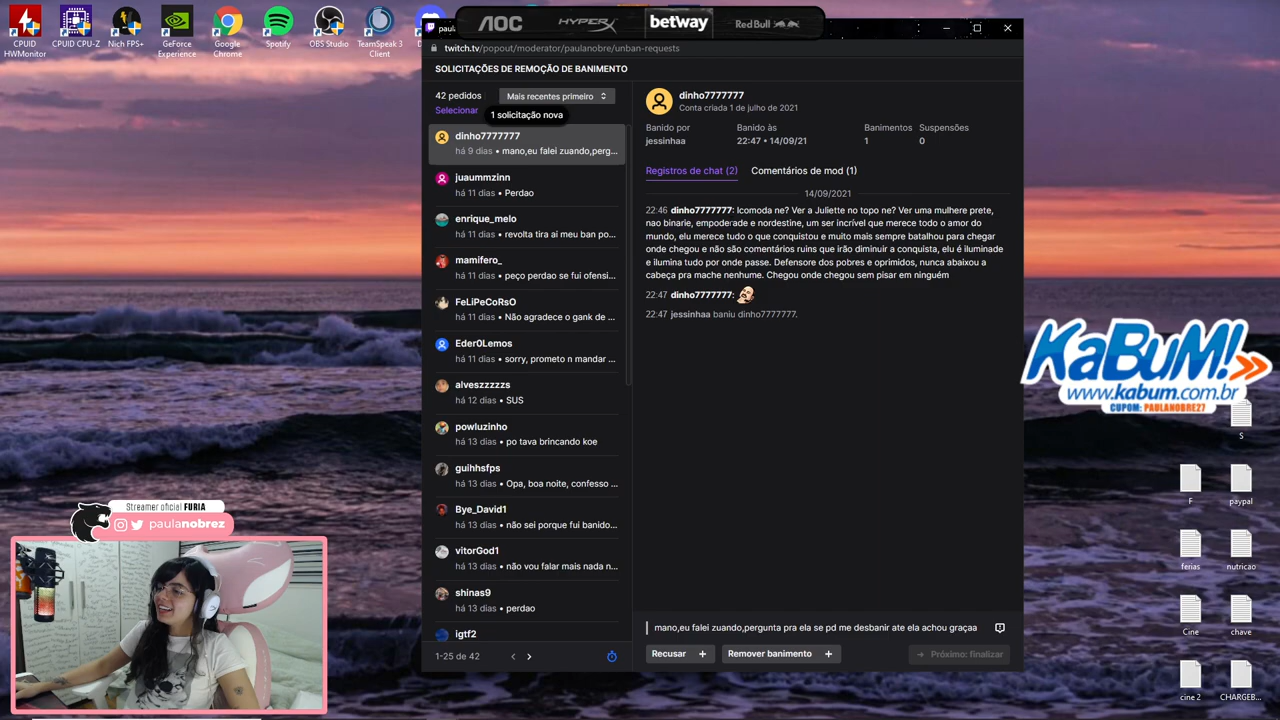 CPUID
HWMonitor
CPUID CPU-Z
Nich FPS+
GeForce
Experience
Google
Chrome
Spotify
OBS Studio
TeamSpeak 3
Client
AOC
HYPERX
betway
Red Bull
twitch.tv/popout/moderator/paulanobre/unban-requests
SOLICITAÇÕES DE REMOÇÃO DE BANIMENTO
42 pedidos
Mais recentes primeiro
Selecionar
1 solicitação nova
dinho7777777
há 9 dias • mano,eu falei zuando,perg...
juaummzinn
há 11 dias • Perdao
enrique_melo
há 11 dias • revolta tira ai meu ban po...
mamifero_
há 11 dias • peço perdao se fui ofensi...
FeLiPeCoRsO
há 11 dias • Não agradece o gank de ...
Eder0Lemos
há 11 dias • sorry, prometo n mandar ...
alveszzzzs
há 12 dias • SUS
powluzinho
há 13 dias • po tava brincando koe
guihhsfps
há 13 dias • Opa, boa noite, confesso ...
Bye_David1
há 13 dias • não sei porque fui banido...
vitorGod1
há 13 dias • não vou falar mais nada n...
shinas9
há 13 dias • perdao
igtf2
1-25 de 42
dinho7777777
Conta criada 1 de julho de 2021
Banido por
jessinhaa
Banido às
22:47 • 14/09/21
Banimentos
1
Suspensões
0
Registros de chat (2)
Comentários de mod (1)
14/09/2021
22:46 dinho7777777: Icomoda ne? Ver a Juliette no topo ne? Ver uma mulhere prete,
nao binarie, empoderade e nordestine, um ser incrível que merece todo o amor do
mundo, elu merece tudo o que conquistou e muito mais sempre batalhou para chegar
onde chegou e não são comentários ruins que irão diminuir a conquista, elu é iluminade
e ilumina tudo por onde passe. Defensore dos pobres e oprimidos, nunca abaixou a
cabeça pra mache nenhume. Chegou onde chegou sem pisar em ninguém
22:47 dinho7777777:
22:47 jessinhaa baniu dinho7777777.
mano,eu falei zuando,pergunta pra ela se pd me desbanir ate ela achou graçaa
Recusar +
Remover banimento +
Próximo: finalizar
KaBuM!
www.kabum.com.br
CUPOM: PAULANOBRE27
S
F
paypal
ferias
nutricao
Cine
chave
cine 2
CHARGEB...
Streamer oficial FURIA
paulanobrez